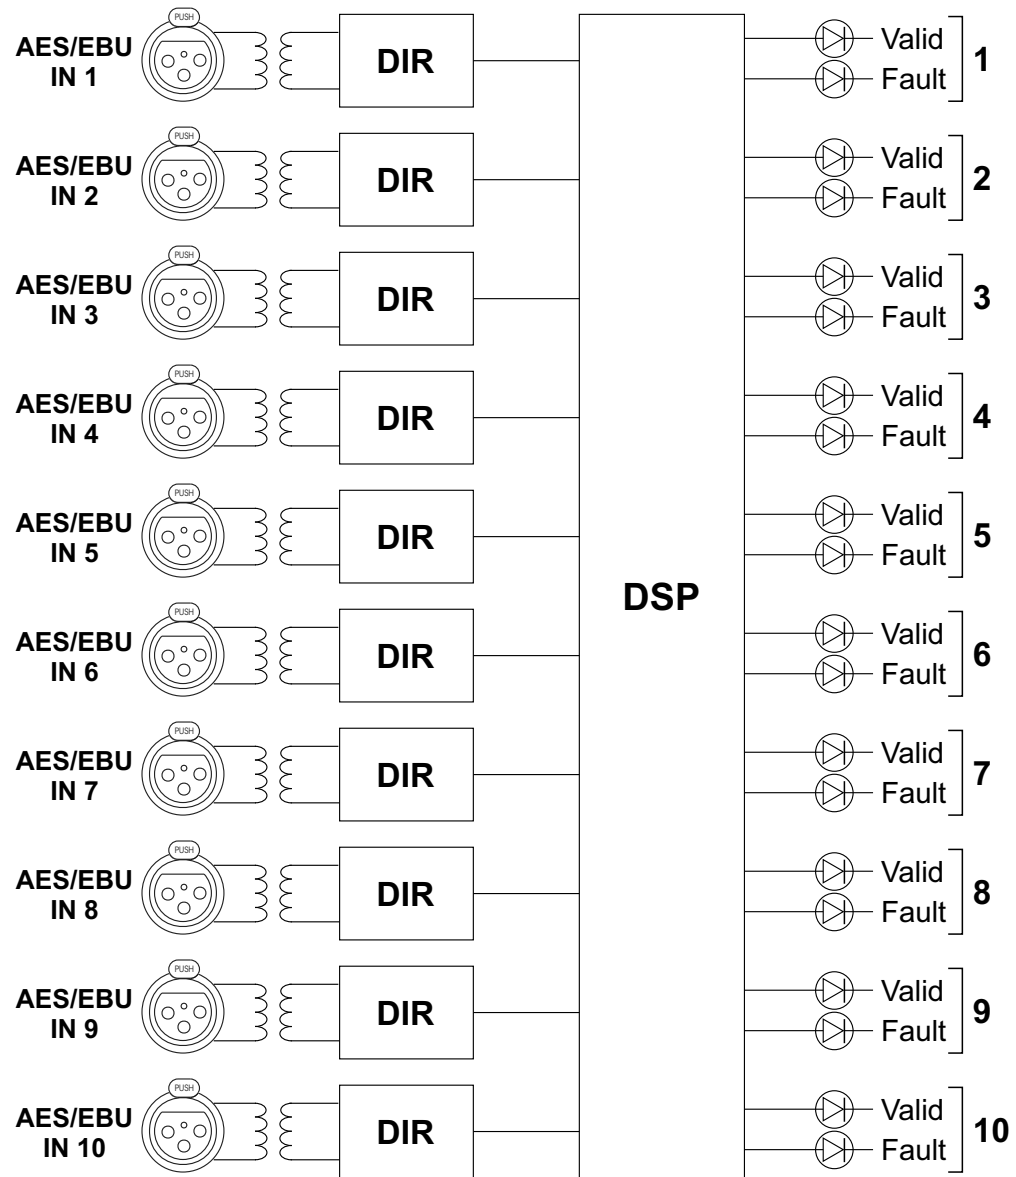 PUSH
AES/EBU
IN 1
DIR
Valid
Fault
1
PUSH
AES/EBU
IN 2
DIR
Valid
Fault
2
PUSH
AES/EBU
IN 3
DIR
Valid
Fault
3
PUSH
AES/EBU
IN 4
DIR
Valid
Fault
4
PUSH
AES/EBU
IN 5
DIR
Valid
Fault
5
DSP
PUSH
AES/EBU
IN 6
DIR
Valid
Fault
6
PUSH
AES/EBU
IN 7
DIR
Valid
Fault
7
PUSH
AES/EBU
IN 8
DIR
Valid
Fault
8
PUSH
AES/EBU
IN 9
DIR
Valid
Fault
9
PUSH
AES/EBU
IN 10
DIR
Valid
Fault
10